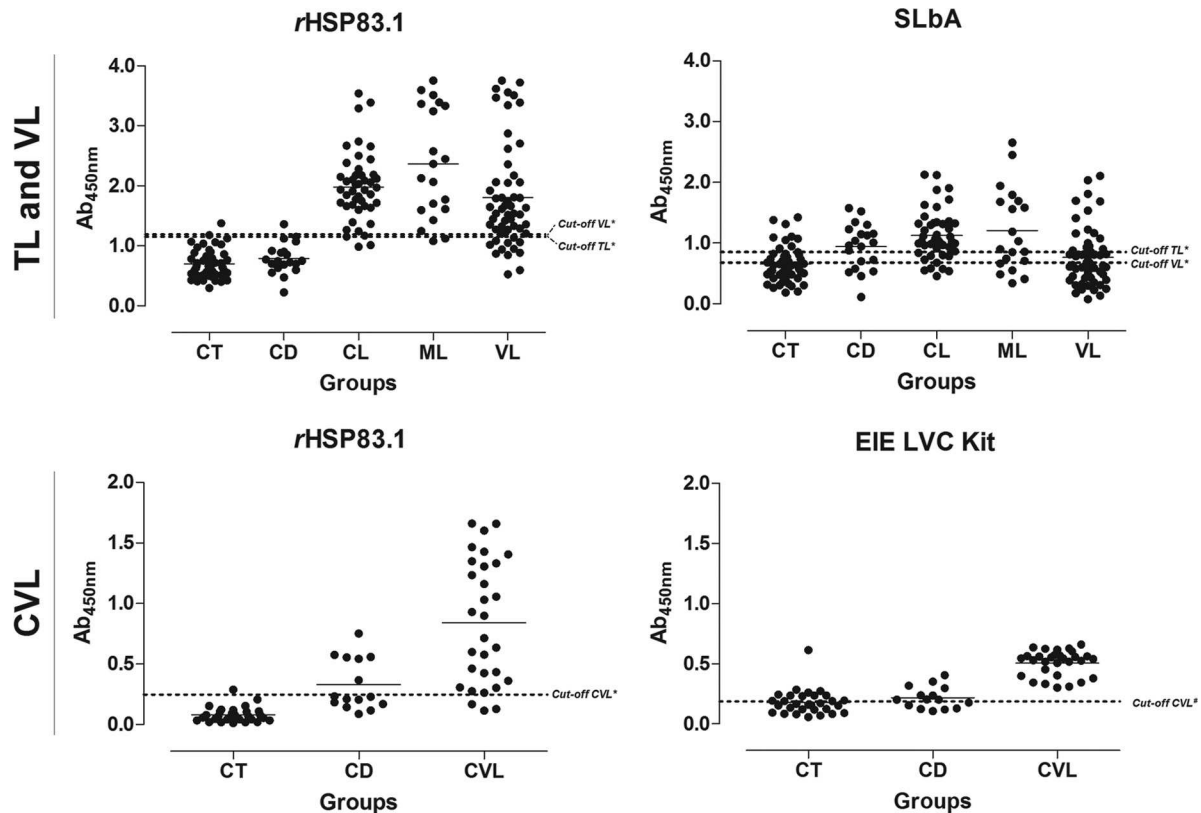 TL and VL
rHSP83.1
Ab450nm
4.0
3.0
2.0
1.0
0.0
Cut-off VL*
Cut-off TL*
CT CD CL ML VL
Groups
SLbA
Ab450nm
4.0
3.0
2.0
1.0
0.0
Cut-off TL*
Cut-off VL*
CT CD CL ML VL
Groups
CVL
rHSP83.1
Ab450nm
2.0
1.5
1.0
0.5
0.0
Cut-off CVL*
CT CD CVL
Groups
EIE LVC Kit
Ab450nm
2.0
1.5
1.0
0.5
0.0
Cut-off CVL#
CT CD CVL
Groups